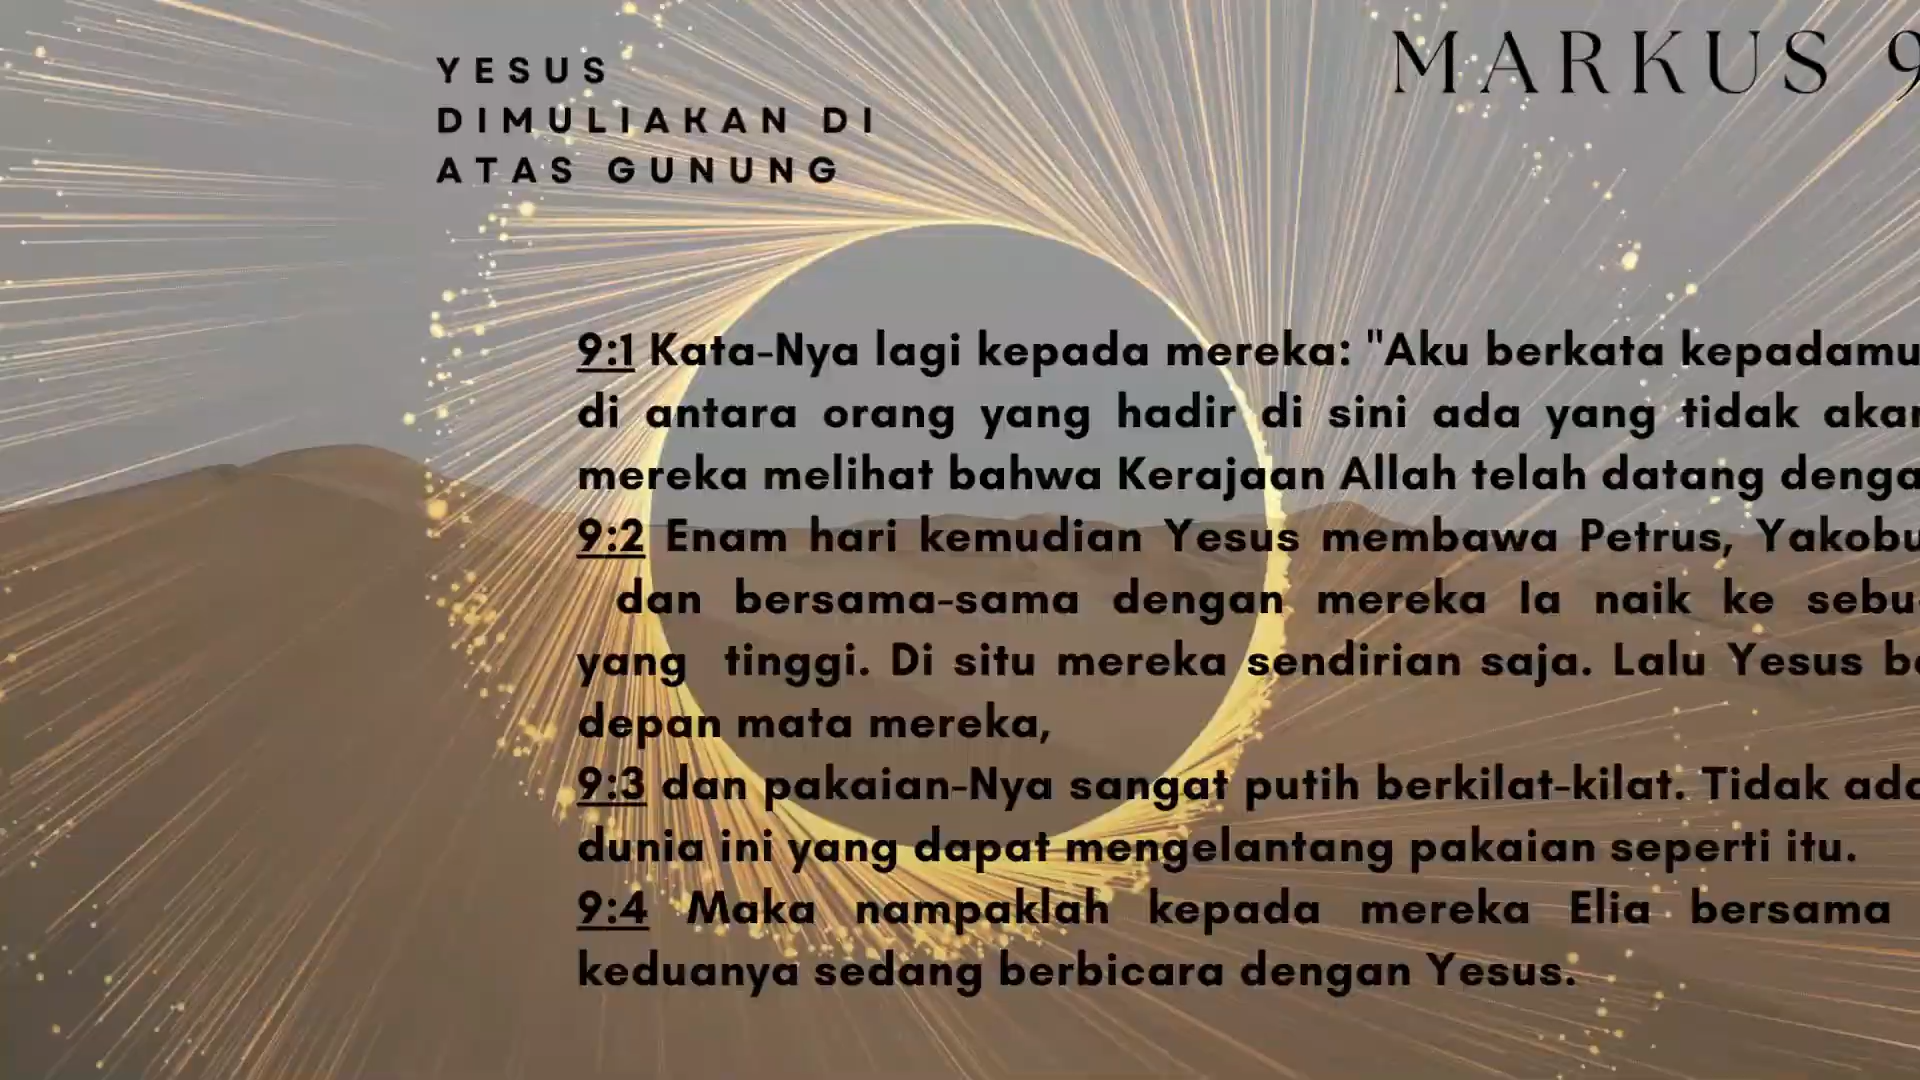 YESUS
DIMULIAKAN DI
ATAS GUNUNG
MARKUS 9
9:1 Kata-Nya lagi kepada mereka: "Aku berkata kepadamu
di antara orang yang hadir di sini ada yang tidak akan
mereka melihat bahwa Kerajaan Allah telah datang
9:2 Enam hari kemudian Yesus membawa Petrus,
dan bersama-sama dengan mereka Ia naik ke
yang tinggi. Di situ mereka sendirian saja. Lalu Yesus
depan mata mereka,
9:3 dan pakaian-Nya sangat putih berkilat-kilat. Tidak
dunia ini yang dapat mengelantang pakaian seperti itu.
9:4 Maka nampaklah kepada mereka Elia bersama
keduanya sedang berbicara dengan Yesus.